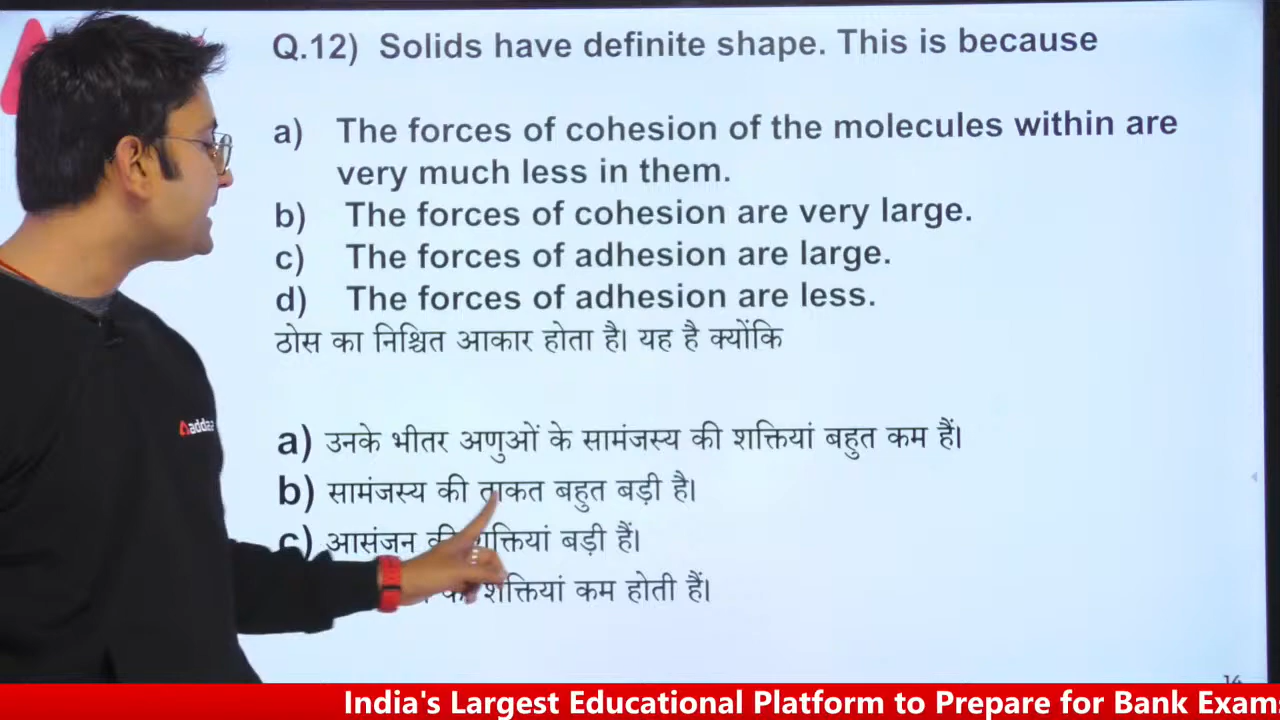 Q.12) Solids have definite shape. This is because
a) The forces of cohesion of the molecules within are
very much less in them.
b) The forces of cohesion are very large.
c) The forces of adhesion are large.
d) The forces of adhesion are less.
ठोस का निश्चित आकार होता है। यह है क्योंकि
a) उनके भीतर अणुओं के सामंजस्य की शक्तियां बहुत कम हैं।
b) सामंजस्य की ताकत बहुत बड़ी है।
c) आसंजन की शक्तियां बड़ी हैं।
शक्तियां कम होती हैं।
adda
India's Largest Educational Platform to Prepare for Bank Exam